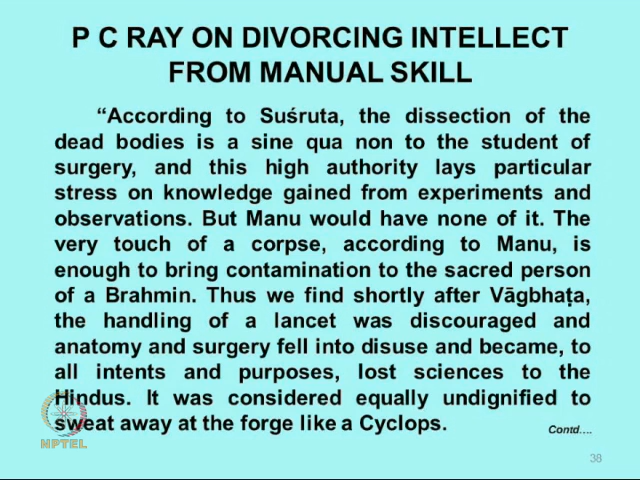 P C RAY ON DIVORCING INTELLECT
FROM MANUAL SKILL
“According to Suśruta, the dissection of the
dead bodies is a sine qua non to the student of
surgery, and this high authority lays particular
stress on knowledge gained from experiments and
observations. But Manu would have none of it. The
very touch of a corpse, according to Manu, is
enough to bring contamination to the sacred person
of a Brahmin. Thus we find shortly after Vāgbhaṭa,
the handling of a lancet was discouraged and
anatomy and surgery fell into disuse and became, to
all intents and purposes, lost sciences to the
Hindus. It was considered equally undignified to
sweat away at the forge like a Cyclops.
Contd....
NPTEL
38